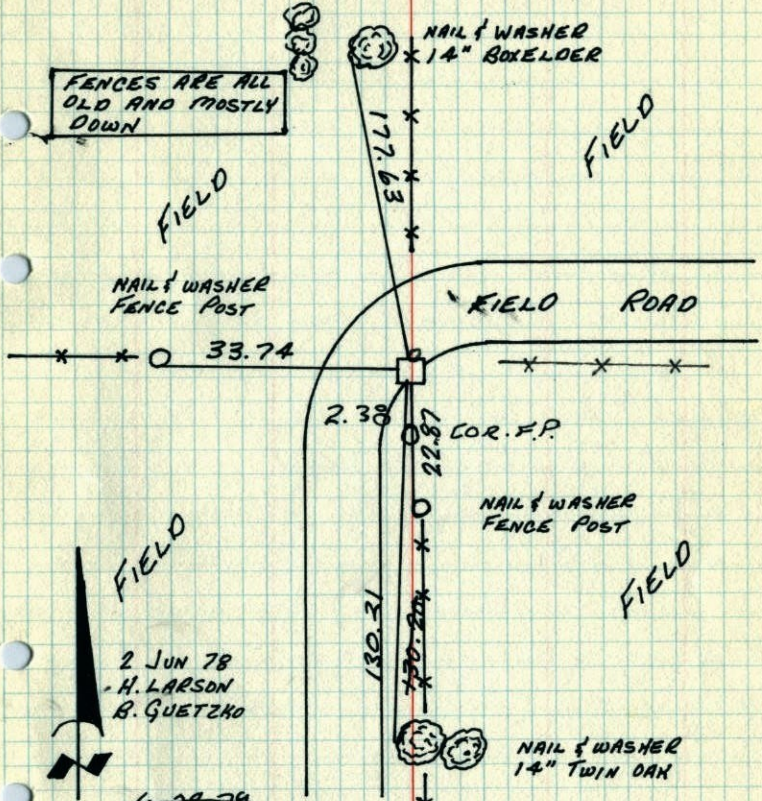 NAIL & WASHER
14" BOXELDER
FENCES ARE ALL
OLD AND MOSTLY
DOWN
177.63
FIELD
FIELD
NAIL & WASHER
FENCE POST
FIELD ROAD
33.74
2.38
22.87
COR. F.P.
NAIL & WASHER
FENCE POST
FIELD
FIELD
130.31
130.20
2 JUN 78
H. LARSON
B. GUETZKO
NAIL & WASHER
14" TWIN OAK